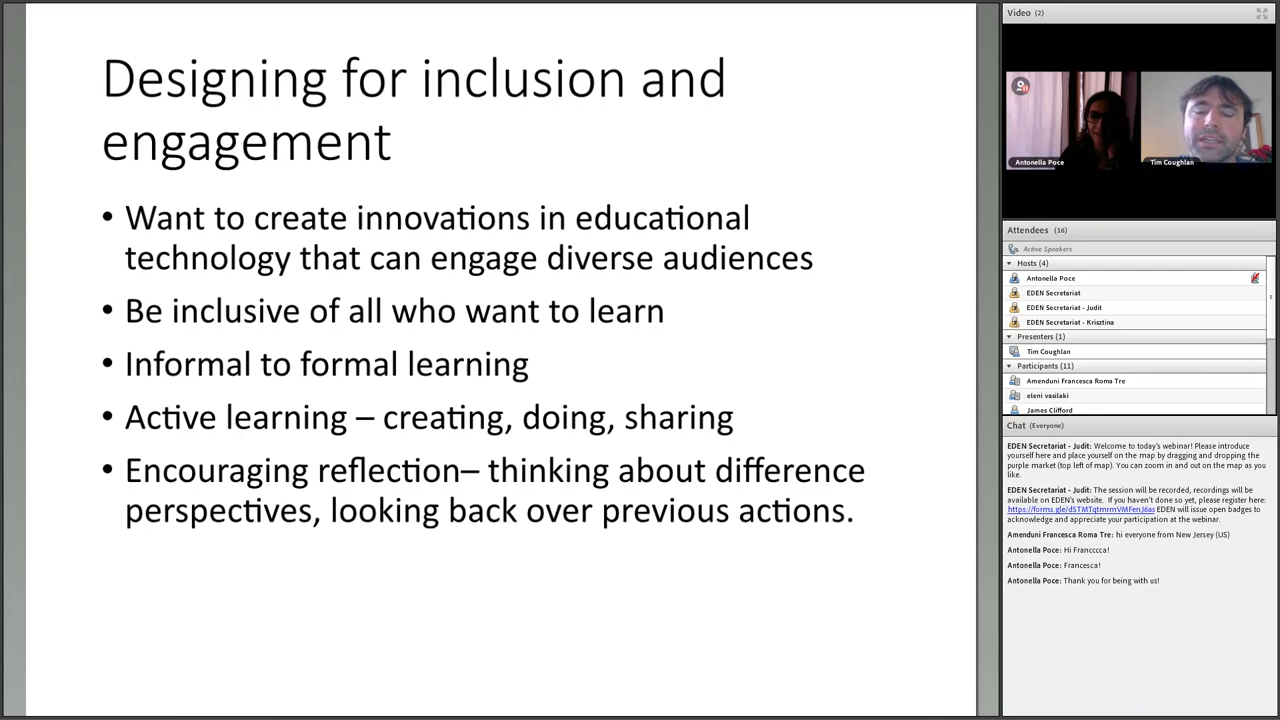 Designing for inclusion and
engagement
• Want to create innovations in educational
technology that can engage diverse audiences
• Be inclusive of all who want to learn
• Informal to formal learning
• Active learning – creating, doing, sharing
• Encouraging reflection– thinking about difference
perspectives, looking back over previous actions.
Video (2)
Antonella Poce
Tim Coughlan
Attendees (16)
Active Speakers
Hosts (4)
Antonella Poce
EDEN Secretariat
EDEN Secretariat - Judit
EDEN Secretariat - Krisztina
Presenters (1)
Tim Coughlan
Participants (11)
Amenduni Francesca Roma Tre
eleni vasilaki
James Clifford
Chat (Everyone)
EDEN Secretariat - Judit: Welcome to today's webinar! Please introduce
yourself here and place yourself on the map by dragging and dropping the
purple market (top left of map). You can zoom in and out on the map as you
like.
EDEN Secretariat - Judit: The session will be recorded, recordings will be
available on EDEN's website. If you haven't done so yet, please register here:
https://forms.gle/dSTMTqtmrmVMFenJ6as EDEN will issue open badges to
acknowledge and appreciate your participation at the webinar.
Amenduni Francesca Roma Tre: hi everyone from New Jersey (US)
Antonella Poce: Hi Franccca!
Antonella Poce: Francesca!
Antonella Poce: Thank you for being with us!